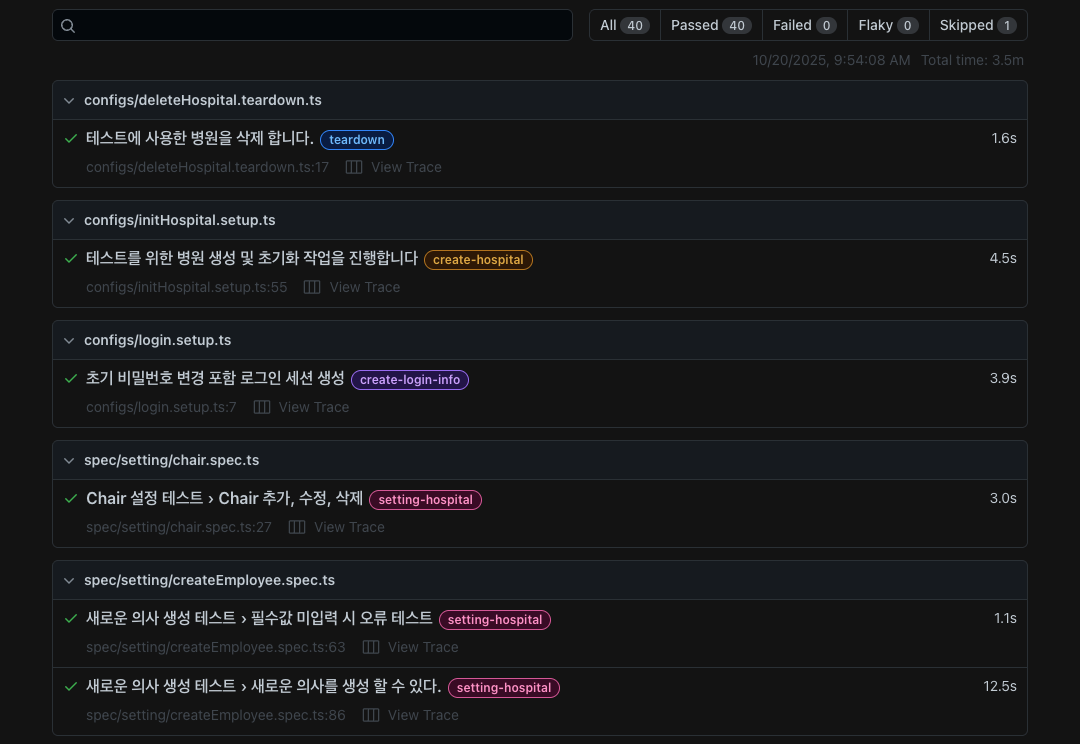 All 40 Passed 40 Failed 0 Flaky 0 Skipped 1
10/20/2025, 9:54:08 AM Total time: 3.5m
configs/deleteHospital.teardown.ts
테스트에 사용한 병원을 삭제 합니다. teardown 1.6s
configs/deleteHospital.teardown.ts:17 View Trace
configs/initHospital.setup.ts
테스트를 위한 병원 생성 및 초기화 작업을 진행합니다 create-hospital 4.5s
configs/initHospital.setup.ts:55 View Trace
configs/login.setup.ts
초기 비밀번호 변경 포함 로그인 세션 생성 create-login-info 3.9s
configs/login.setup.ts:7 View Trace
spec/setting/chair.spec.ts
Chair 설정 테스트 › Chair 추가, 수정, 삭제 setting-hospital 3.0s
spec/setting/chair.spec.ts:27 View Trace
spec/setting/createEmployee.spec.ts
새로운 의사 생성 테스트 › 필수값 미입력 시 오류 테스트 setting-hospital 1.1s
spec/setting/createEmployee.spec.ts:63 View Trace
새로운 의사 생성 테스트 › 새로운 의사를 생성 할 수 있다. setting-hospital 12.5s
spec/setting/createEmployee.spec.ts:86 View Trace